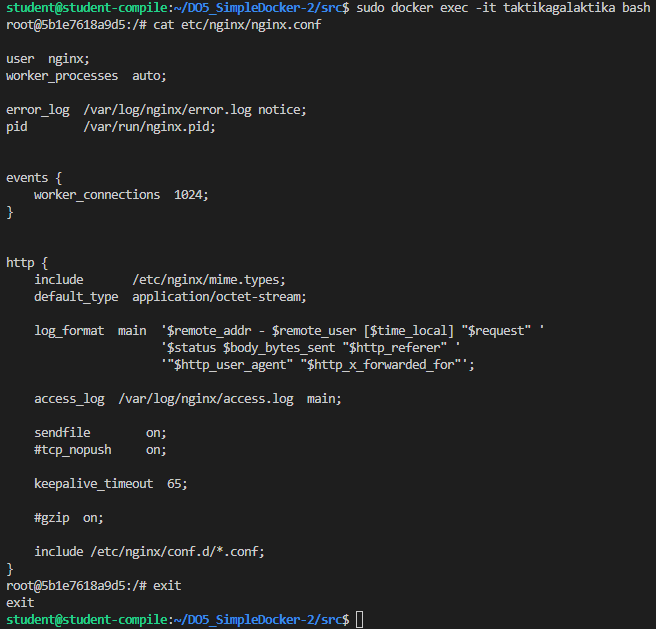 student@student-compile:~/DO5_SimpleDocker-2/src$ sudo docker exec -it taktikagalaktika bash
root@5b1e7618a9d5:/# cat etc/nginx/nginx.conf

user  nginx;
worker_processes  auto;

error_log  /var/log/nginx/error.log notice;
pid        /var/run/nginx.pid;


events {
    worker_connections  1024;
}


http {
    include       /etc/nginx/mime.types;
    default_type  application/octet-stream;

    log_format  main  '$remote_addr - $remote_user [$time_local] "$request" '
                      '$status $body_bytes_sent "$http_referer" '
                      '"$http_user_agent" "$http_x_forwarded_for"';

    access_log  /var/log/nginx/access.log  main;

    sendfile        on;
    #tcp_nopush     on;

    keepalive_timeout  65;

    #gzip  on;

    include /etc/nginx/conf.d/*.conf;
}
root@5b1e7618a9d5:/# exit
exit
student@student-compile:~/DO5_SimpleDocker-2/src$